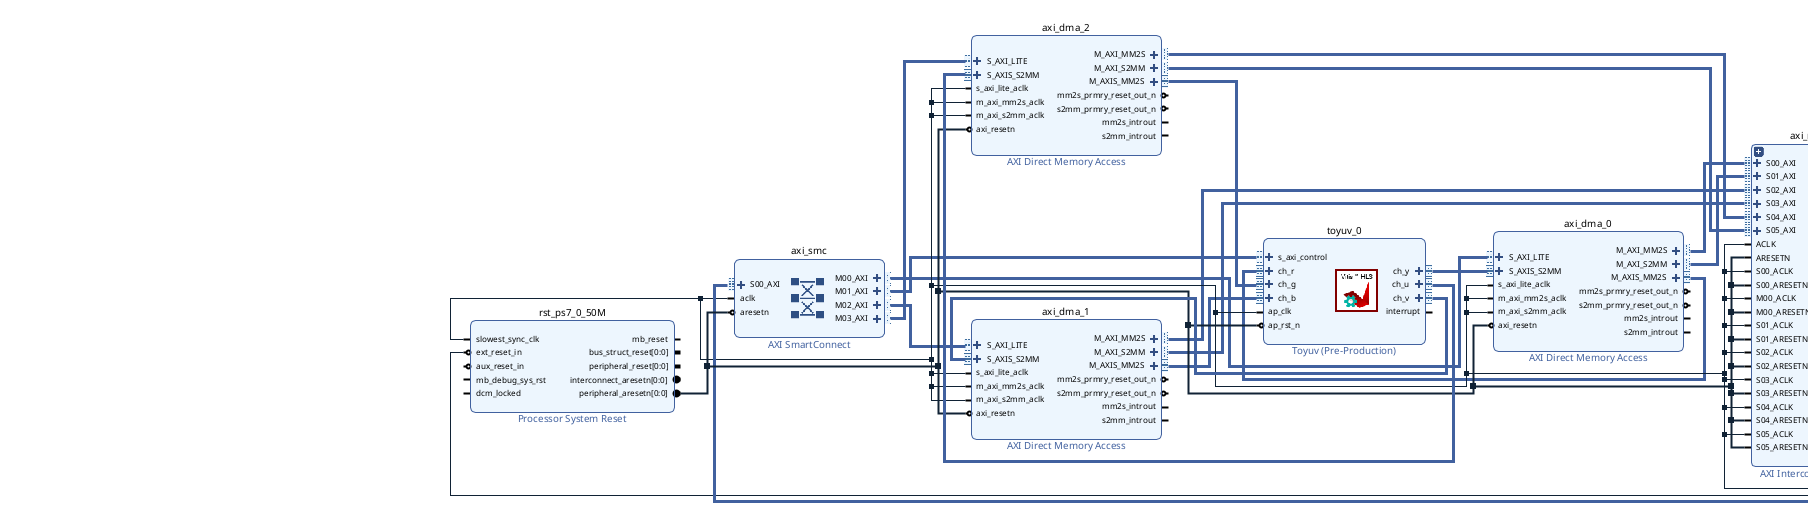 axi_dma_2
S_AXI_LITE
S_AXIS_S2MM
s_axi_lite_aclk
m_axi_mm2s_aclk
m_axi_s2mm_aclk
axi_resetn
M_AXI_MM2S
M_AXI_S2MM
M_AXIS_MM2S
mm2s_prmry_reset_out_n
s2mm_prmry_reset_out_n
mm2s_introut
s2mm_introut
AXI Direct Memory Access
axi_smc
S00_AXI
aclk
aresetn
M00_AXI
M01_AXI
M02_AXI
M03_AXI
AXI SmartConnect
rst_ps7_0_50M
slowest_sync_clk
ext_reset_in
aux_reset_in
mb_debug_sys_rst
dcm_locked
mb_reset
bus_struct_reset[0:0]
peripheral_reset[0:0]
interconnect_aresetn[0:0]
peripheral_aresetn[0:0]
Processor System Reset
axi_dma_1
S_AXI_LITE
S_AXIS_S2MM
s_axi_lite_aclk
m_axi_mm2s_aclk
m_axi_s2mm_aclk
axi_resetn
M_AXI_MM2S
M_AXI_S2MM
M_AXIS_MM2S
mm2s_prmry_reset_out_n
s2mm_prmry_reset_out_n
mm2s_introut
s2mm_introut
AXI Direct Memory Access
toyuv_0
s_axi_control
ch_r
ch_g
ch_b
ap_clk
ap_rst_n
ch_y
ch_u
ch_v
interrupt
Toyuv (Pre-Production)
axi_dma_0
S_AXI_LITE
S_AXIS_S2MM
s_axi_lite_aclk
m_axi_mm2s_aclk
m_axi_s2mm_aclk
axi_resetn
M_AXI_MM2S
M_AXI_S2MM
M_AXIS_MM2S
mm2s_prmry_reset_out_n
s2mm_prmry_reset_out_n
mm2s_introut
s2mm_introut
AXI Direct Memory Access
S00_AXI
S01_AXI
S02_AXI
S03_AXI
S04_AXI
S05_AXI
ACLK
ARESETN
S00_ACLK
S00_ARESETN
M00_ACLK
M00_ARESETN
S01_ACLK
S01_ARESETN
S02_ACLK
S02_ARESETN
S03_ACLK
S03_ARESETN
S04_ACLK
S04_ARESETN
S05_ACLK
S05_ARESETN
AXI Interco